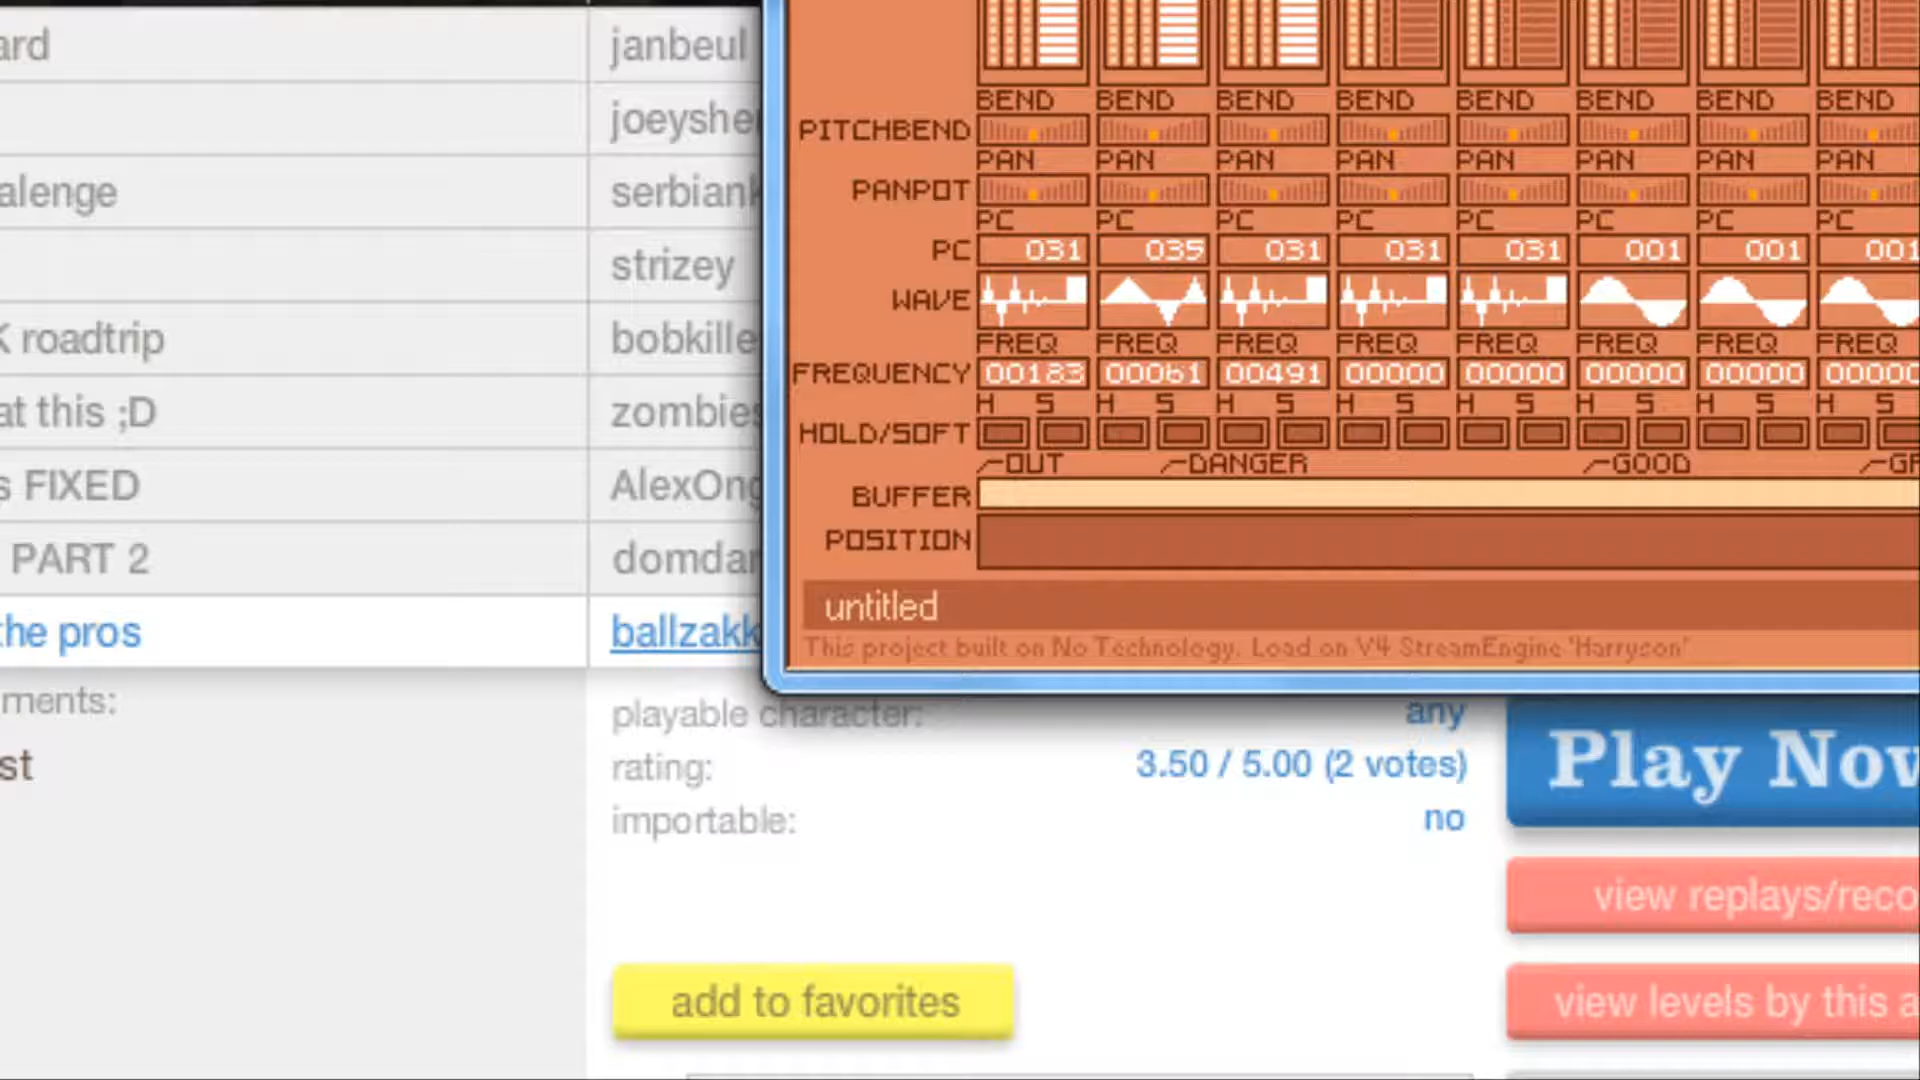 ard janbeul
joeyshe
alenge serbiank
strizey
K roadtrip bobkille
at this ;D zombies
s FIXED AlexOng
PART 2 domdar
the pros ballzakk
ments:
st
BEND BEND BEND BEND BEND BEND BEND BEND
PITCHBEND
PAN PAN PAN PAN PAN PAN PAN PAN
PANPOT
PC PC PC PC PC PC PC PC
PC 031 035 031 031 031 001 001 001
WAVE
FREQ FREQ FREQ FREQ FREQ FREQ FREQ FREQ
FREQUENCY 00183 00061 00491 00000 00000 00000 00000 0000
H S H S H S H S H S H S H S H S
HOLD/SOFT
OUT DANGER GOOD GR
BUFFER
POSITION
untitled
This project built on No Technology. Load on V4 StreamEngine 'Harryson'
playable character: any
rating: 3.50 / 5.00 (2 votes)
importable: no
add to favorites
Play Now
view replays/reco
view levels by this a